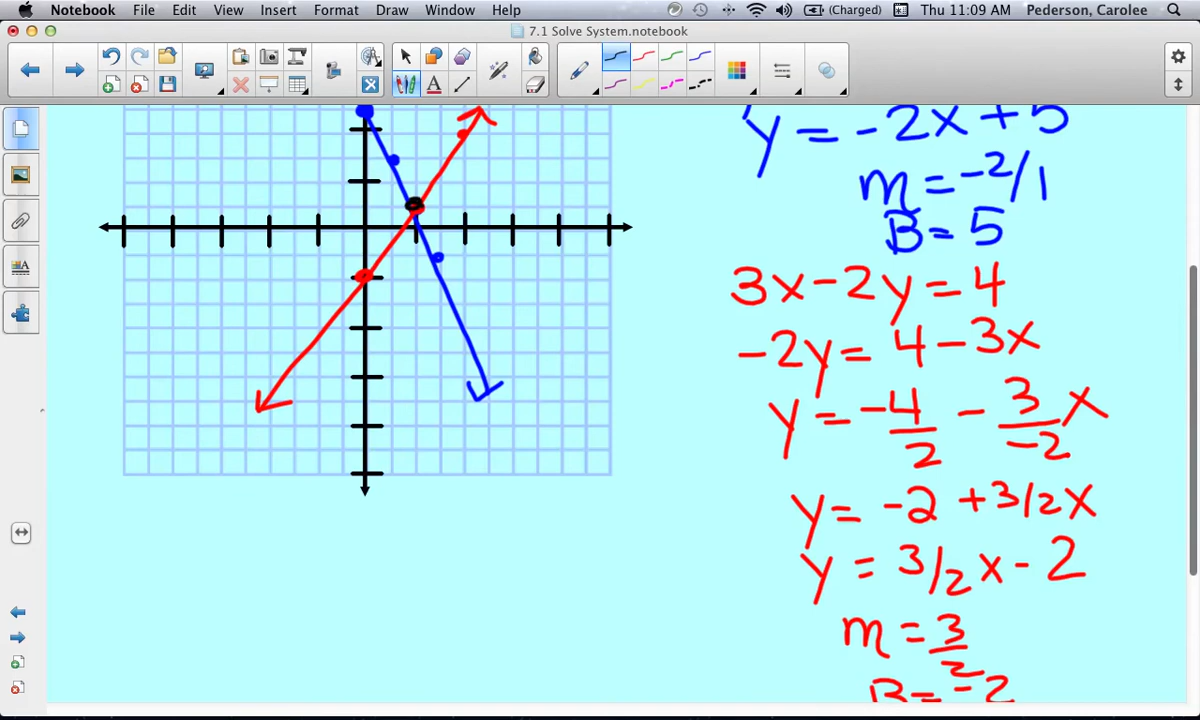 Notebook File Edit View Insert Format Draw Window Help (Charged) Thu 11:09 AM Pederson, Carolee
7.1 Solve System.notebook
y = -2x + 5
m = -2/1
B = 5
3x - 2y = 4
-2y = 4 - 3x
y = -4/2 - 3/-2 x
y = -2 + 3/2 x
y = 3/2 x - 2
m = 3/2
B = -2